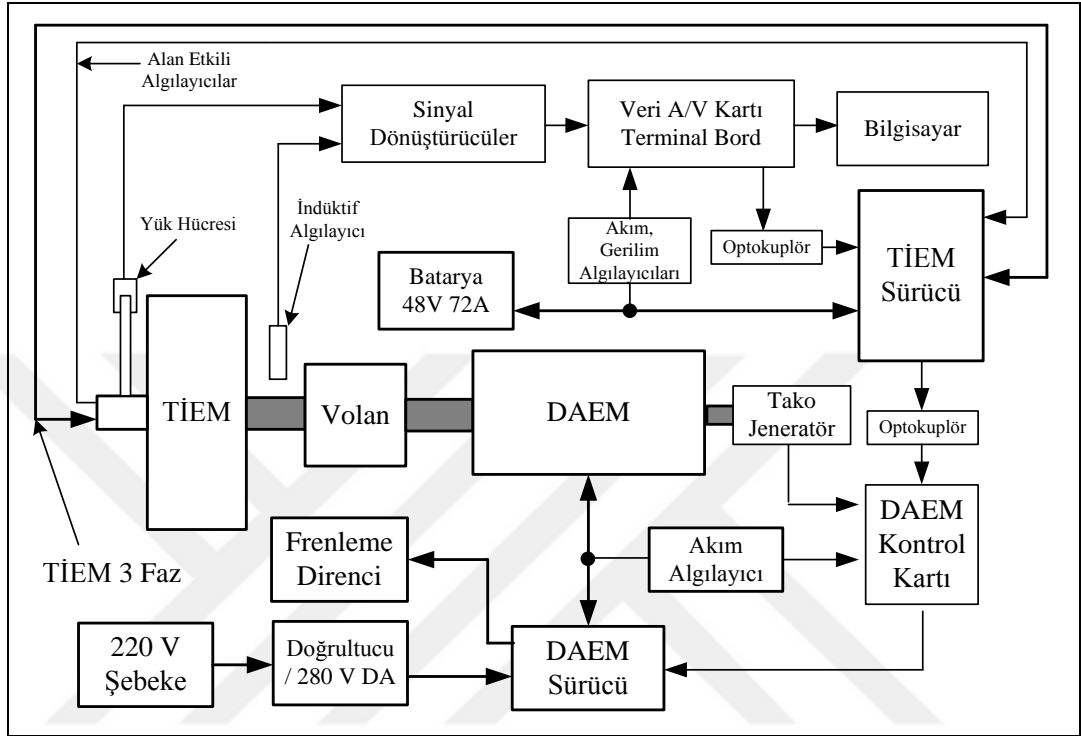 Alan Etkili
Algılayıcılar
Sinyal
Dönüştürücüler
Veri A/V Kartı
Terminal Bord
Bilgisayar
Yük Hücresi
İndüktif
Algılayıcı
Akım,
Gerilim
Algılayıcıları
Optokuplör
TİEM
Sürücü
Batarya
48V 72A
TİEM
Volan
DAEM
Tako
Jeneratör
Optokuplör
TİEM 3 Faz
Frenleme
Direnci
Akım
Algılayıcı
DAEM
Kontrol
Kartı
220 V
Şebeke
Doğrultucu
/ 280 V DA
DAEM
Sürücü